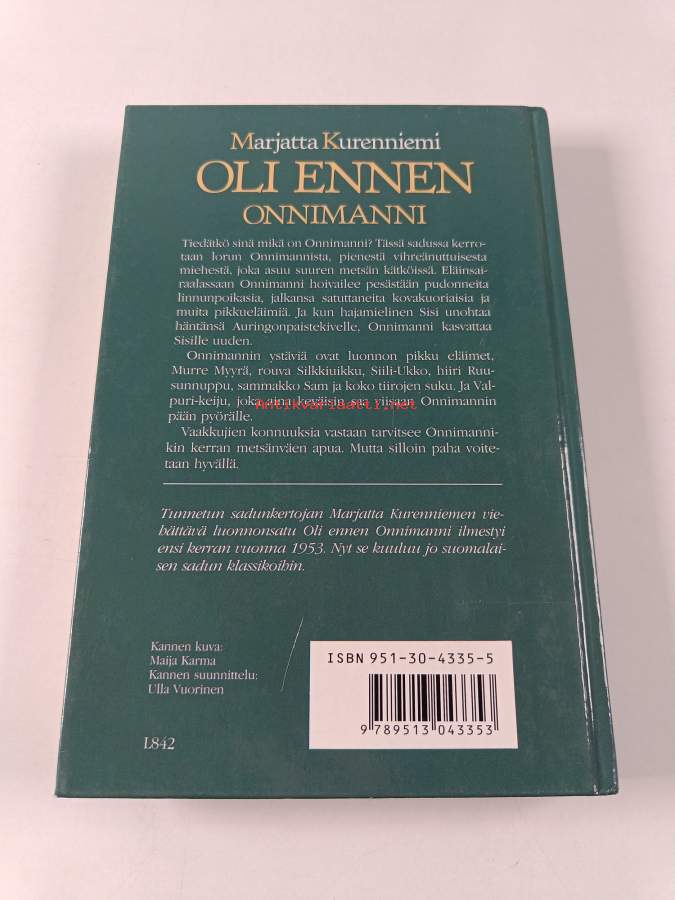 Marjatta Kurenniemi
OLI ENNEN
ONNIMANNI
Tiedätkö sinä mikä on Onnimanni? Tässä sadussa kerro-
taan lorun Onnimannista, pienestä vihreänuttuisesta
miehestä, joka asuu suuren metsän kätköissä. Eläinsai-
raalassaan Onnimanni hoivailee pesästään pudonneita
linnunpoikasia, jalkansa satuttaneita kovakuoriaisia ja
muita pikkueläimiä. Ja kun hajamielinen Sisi unohtaa
häntänsä Auringonpaistekivelle, Onnimanni kasvattaa
Sisille uuden.
Onnimannin ystäviä ovat luonnon pikku eläimet,
Murre Myyrä, rouva Silkkiuikku, Siili-Ukko, hiiri Ruu-
sunnuppu, sammakko Sam ja koko tiirojen suku. Ja Val-
puri-keiju, joka aina keväisin saa viisaan Onnimannin
Antikvariaatti.net
pään pyörälle.
Vaakkujien konnuuksia vastaan tarvitsee Onnimanni-
kin kerran metsänväen apua. Mutta silloin paha voite-
taan hyvällä.
Tunnetun sadunkertojan Marjatta Kurenniemen vie-
hättävä luonnonsatu Oli ennen Onnimanni ilmestyi
ensi kerran vuonna 1953. Nyt se kuuluu jo suomalai-
sen sadun klassikoihin.
Kannen kuva:
Maija Karma
Kannen suunnittelu:
Ulla Vuorinen
L842
ISBN 951-30-4335-5
9 789513 043353